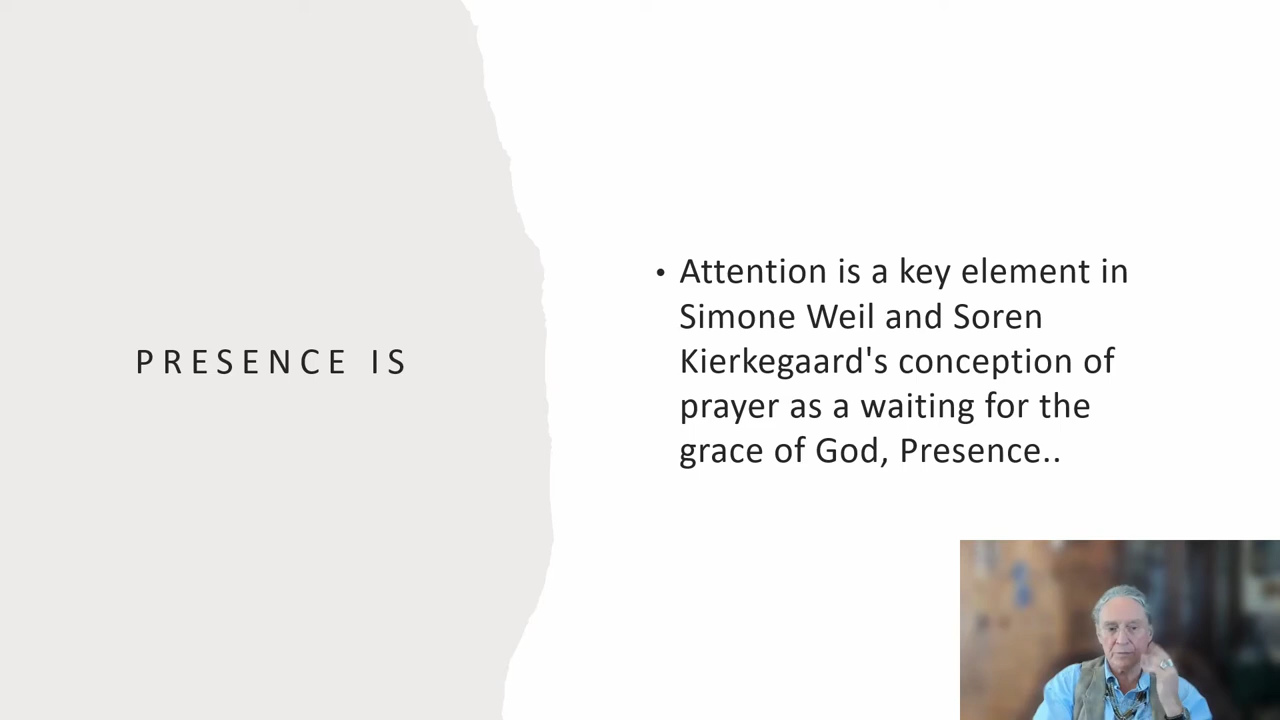 PRESENCE IS
• Attention is a key element in
Simone Weil and Soren
Kierkegaard's conception of
prayer as a waiting for the
grace of God, Presence..